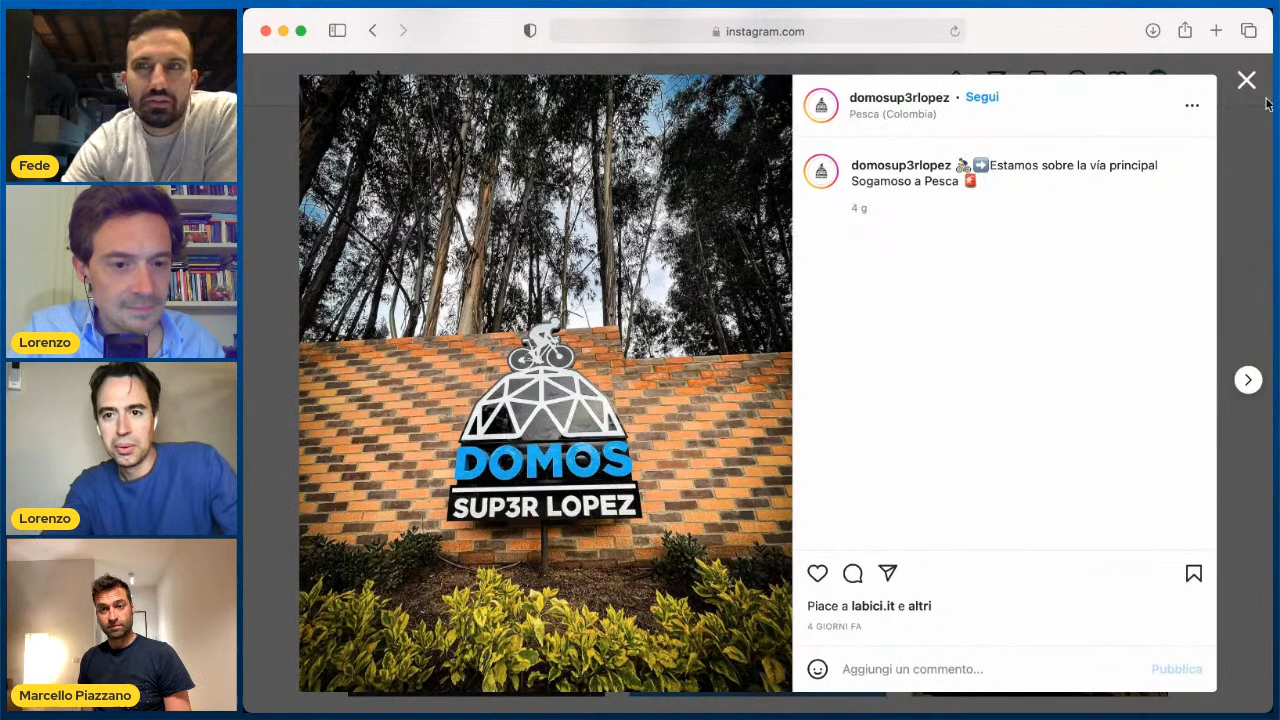 Fede
Lorenzo
Lorenzo
Marcello Piazzano
instagram.com
DOMOS
SUP3R LOPEZ
domosup3rlopez • Segui
Pesca (Colombia)
domosup3rlopez 🚴🏽➡️Estamos sobre la vía principal
Sogamoso a Pesca 🚨
4 g
Piace a labici.it e altri
4 GIORNI FA
Aggiungi un commento...
Pubblica